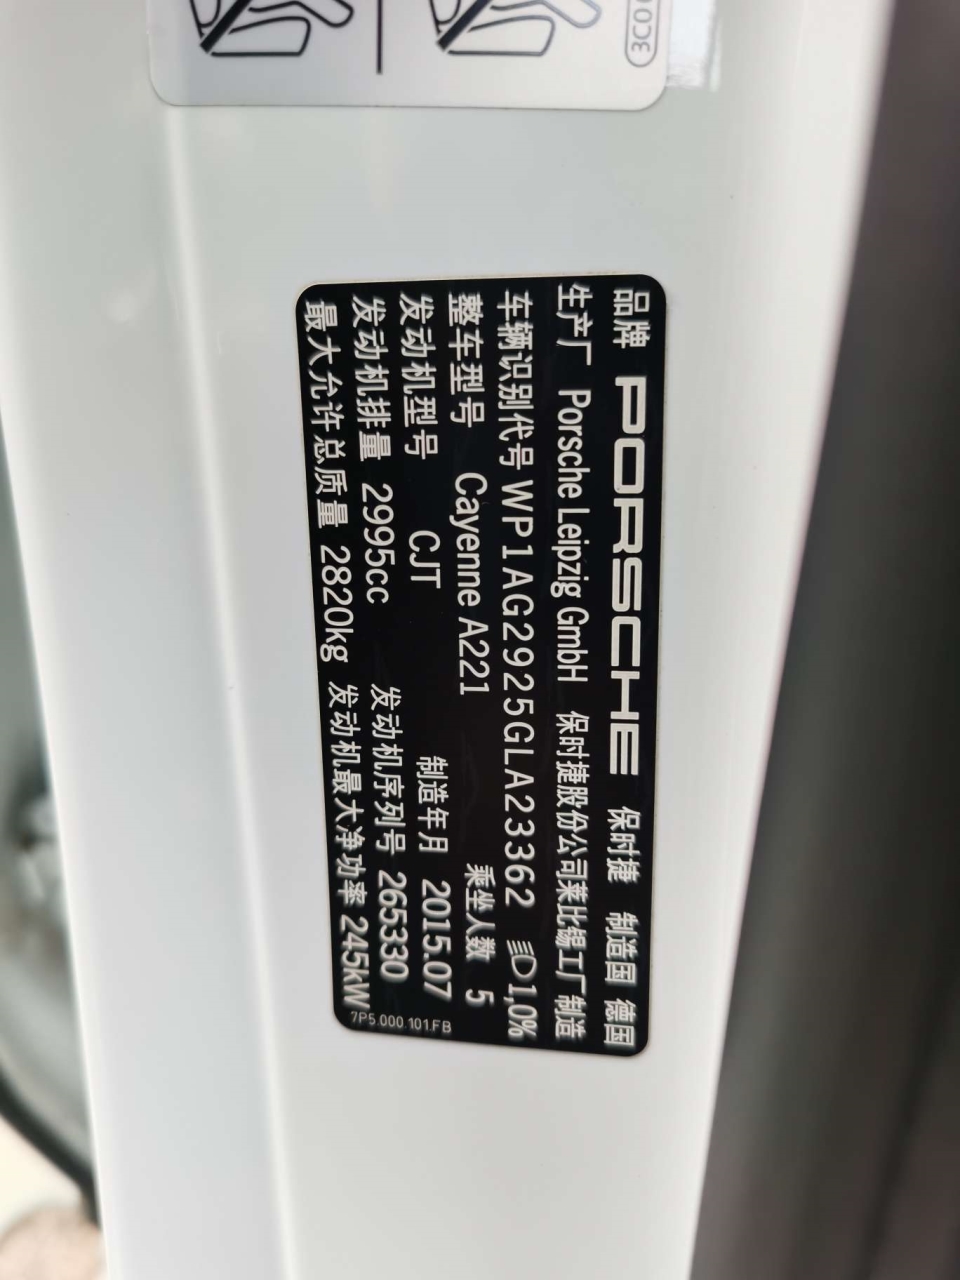 3C0
品牌 PORSCHE 保时捷 制造国 德国
生产厂 Porsche Leipzig GmbH 保时捷股份公司莱比锡工厂制造
车辆识别代号 WP1AG2925GLA23362 1,0%
整车型号 Cayenne A221 乘坐人数 5
发动机型号 CJT 制造年月 2015.07
发动机排量 2995cc 发动机序列号 265330
最大允许总质量 2820kg 发动机最大净功率 245kW
7P5.000.101.FB